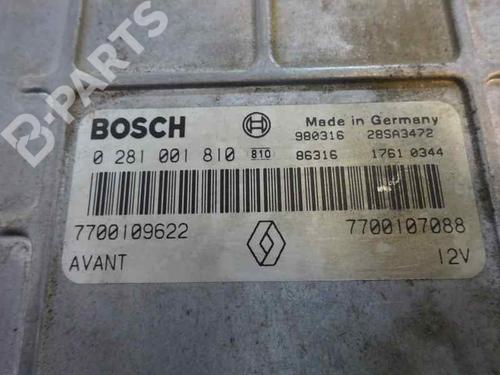 B-PARTS
BOSCH
Made in Germany
980316 28SA3472
0 281 001 810 810 86316 1761 0344
7700109622 7700107088
AVANT 12V